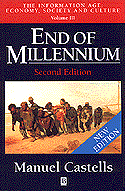 THE INFORMATION AGE:
ECONOMY, SOCIETY AND CULTURE
Volume III
END OF
MILLENNIUM
Second Edition
NEW EDITION
Manuel Castells